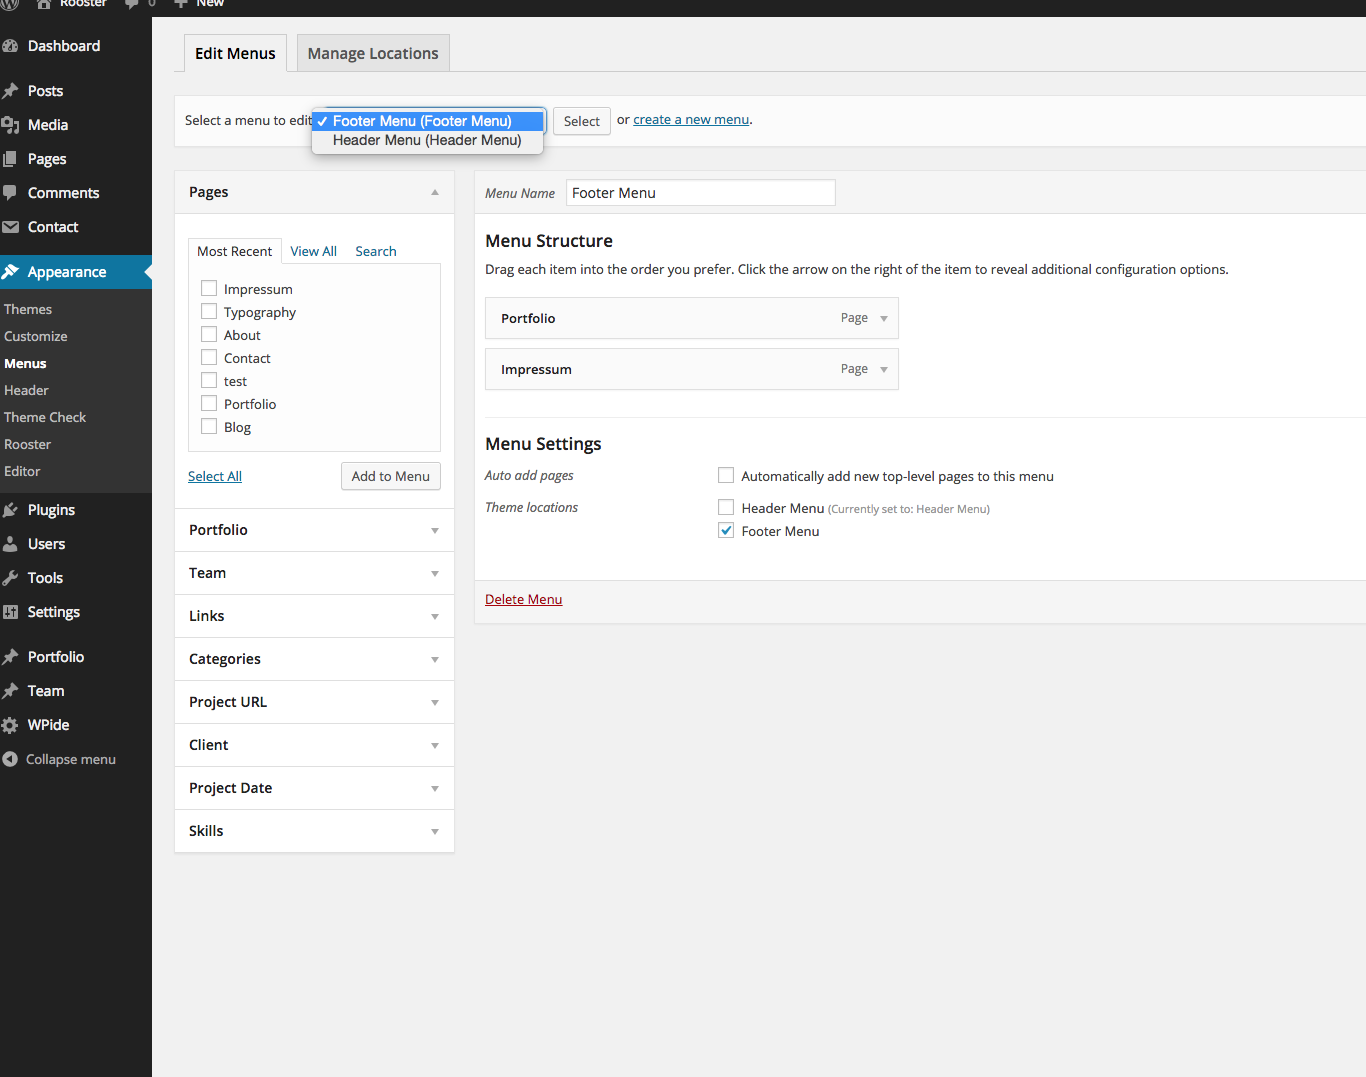 Rooster 0 New
Dashboard
Posts
Media
Pages
Comments
Contact
Appearance
Themes
Customize
Menus
Header
Theme Check
Rooster
Editor
Plugins
Users
Tools
Settings
Portfolio
Team
WPide
Collapse menu
Edit Menus Manage Locations
Select a menu to edit ✓ Footer Menu (Footer Menu) Select or create a new menu.
Header Menu (Header Menu)
Pages
Most Recent View All Search
Impressum
Typography
About
Contact
test
Portfolio
Blog
Select All Add to Menu
Portfolio
Team
Links
Categories
Project URL
Client
Project Date
Skills
Menu Name Footer Menu
Menu Structure
Drag each item into the order you prefer. Click the arrow on the right of the item to reveal additional configuration options.
Portfolio Page
Impressum Page
Menu Settings
Auto add pages Automatically add new top-level pages to this menu
Theme locations Header Menu (Currently set to: Header Menu)
Footer Menu
Delete Menu